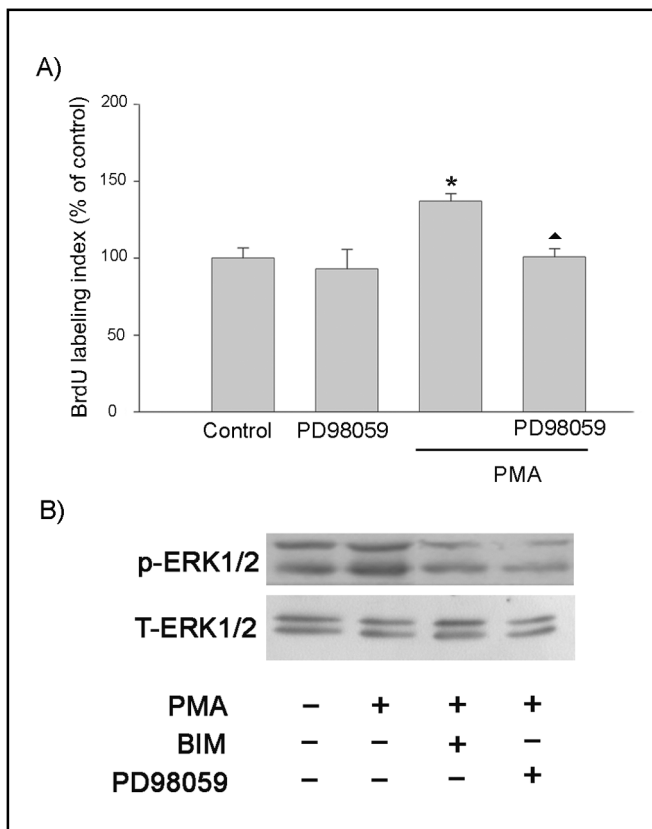 A)
BrdU labeling index (% of control)
200
150
100
50
0
*
Control PD98059 PD98059
PMA
B)
p-ERK1/2
T-ERK1/2
PMA − + + +
BIM − − + −
PD98059 − − − +